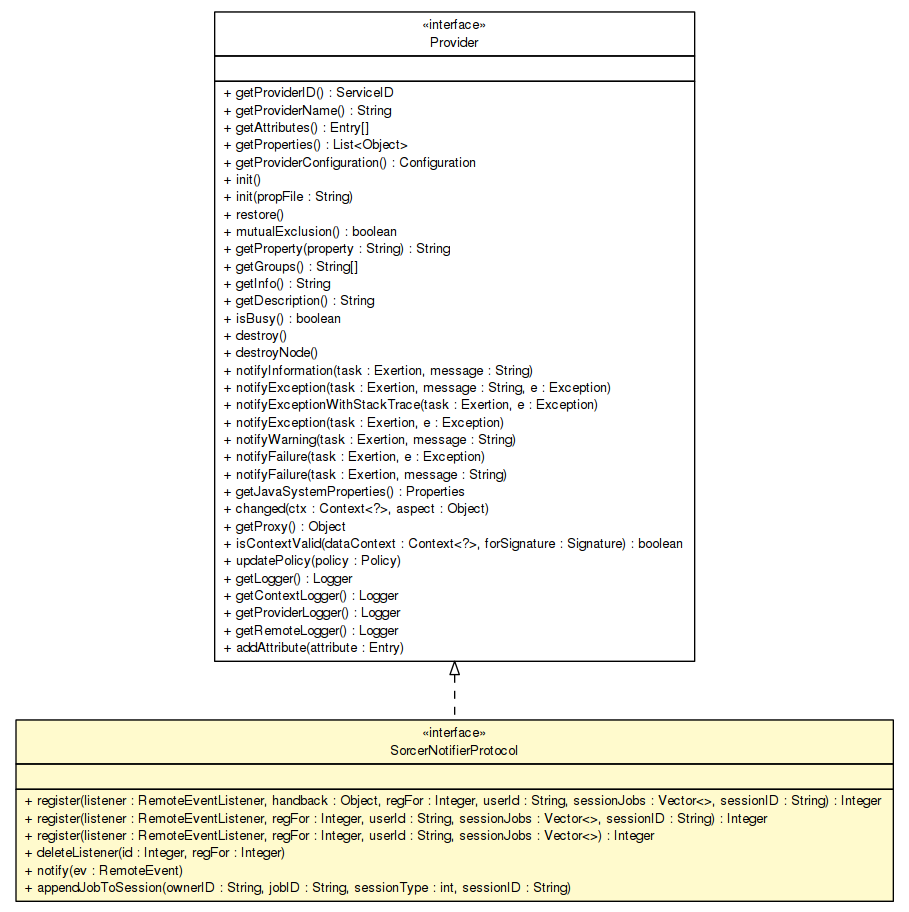 «interface»
Provider
+ getProviderID() : ServiceID
+ getProviderName() : String
+ getAttributes() : Entry[]
+ getProperties() : List<Object>
+ getProviderConfiguration() : Configuration
+ init()
+ init(propFile : String)
+ restore()
+ mutualExclusion() : boolean
+ getProperty(property : String) : String
+ getGroups() : String[]
+ getInfo() : String
+ getDescription() : String
+ isBusy() : boolean
+ destroy()
+ destroyNode()
+ notifyInformation(task : Exertion, message : String)
+ notifyException(task : Exertion, message : String, e : Exception)
+ notifyExceptionWithStackTrace(task : Exertion, e : Exception)
+ notifyException(task : Exertion, e : Exception)
+ notifyWarning(task : Exertion, message : String)
+ notifyFailure(task : Exertion, e : Exception)
+ notifyFailure(task : Exertion, message : String)
+ getJavaSystemProperties() : Properties
+ changed(ctx : Context<?>, aspect : Object)
+ getProxy() : Object
+ isContextValid(dataContext : Context<?>, forSignature : Signature) : boolean
+ updatePolicy(policy : Policy)
+ getLogger() : Logger
+ getContextLogger() : Logger
+ getProviderLogger() : Logger
+ getRemoteLogger() : Logger
+ addAttribute(attribute : Entry)
«interface»
SorcerNotifierProtocol
+ register(listener : RemoteEventListener, handback : Object, regFor : Integer, userId : String, sessionJobs : Vector<>, sessionID : String) : Integer
+ register(listener : RemoteEventListener, regFor : Integer, userId : String, sessionJobs : Vector<>, sessionID : String) : Integer
+ register(listener : RemoteEventListener, regFor : Integer, userId : String, sessionJobs : Vector<>) : Integer
+ deleteListener(id : Integer, regFor : Integer)
+ notify(ev : RemoteEvent)
+ appendJobToSession(ownerID : String, jobID : String, sessionType : int, sessionID : String)